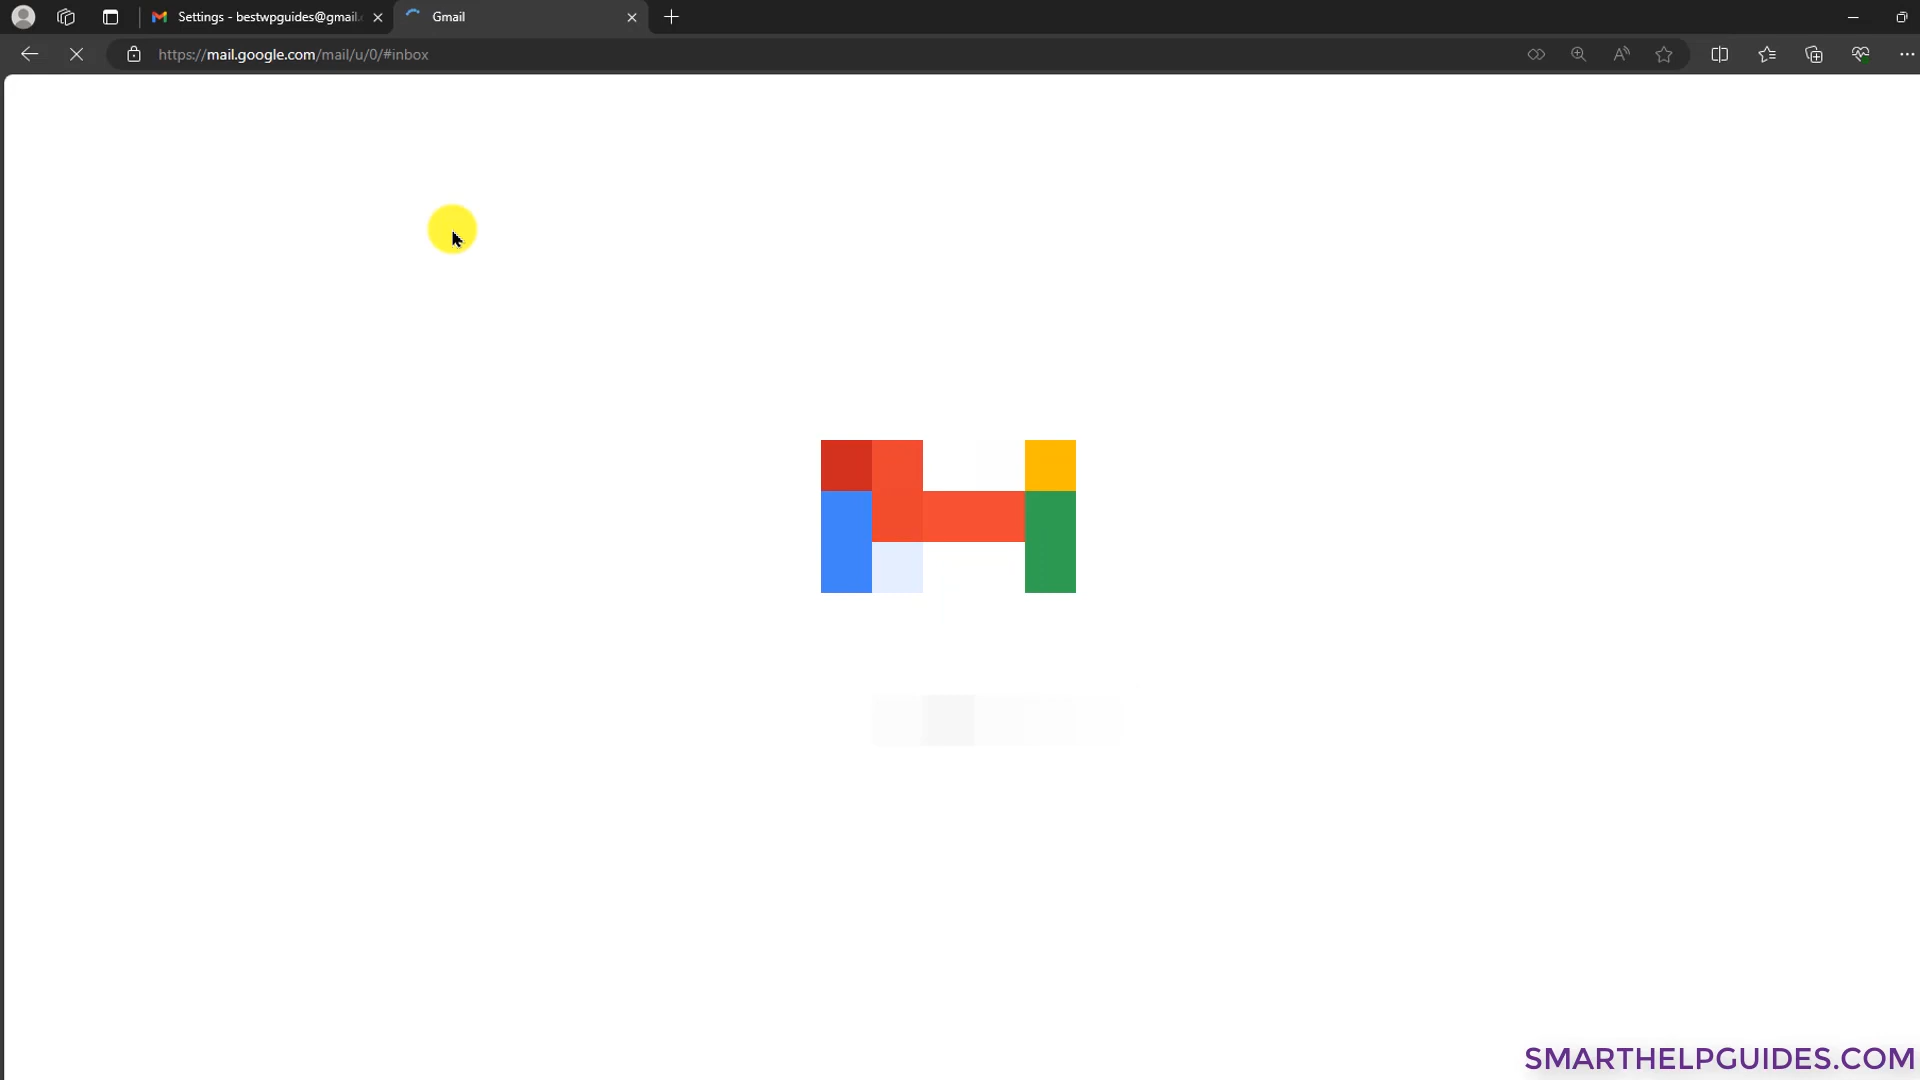 Settings - bestwpguides@gmail.
Gmail
https://mail.google.com/mail/u/0/#inbox
SMARTHELPGUIDES.COM